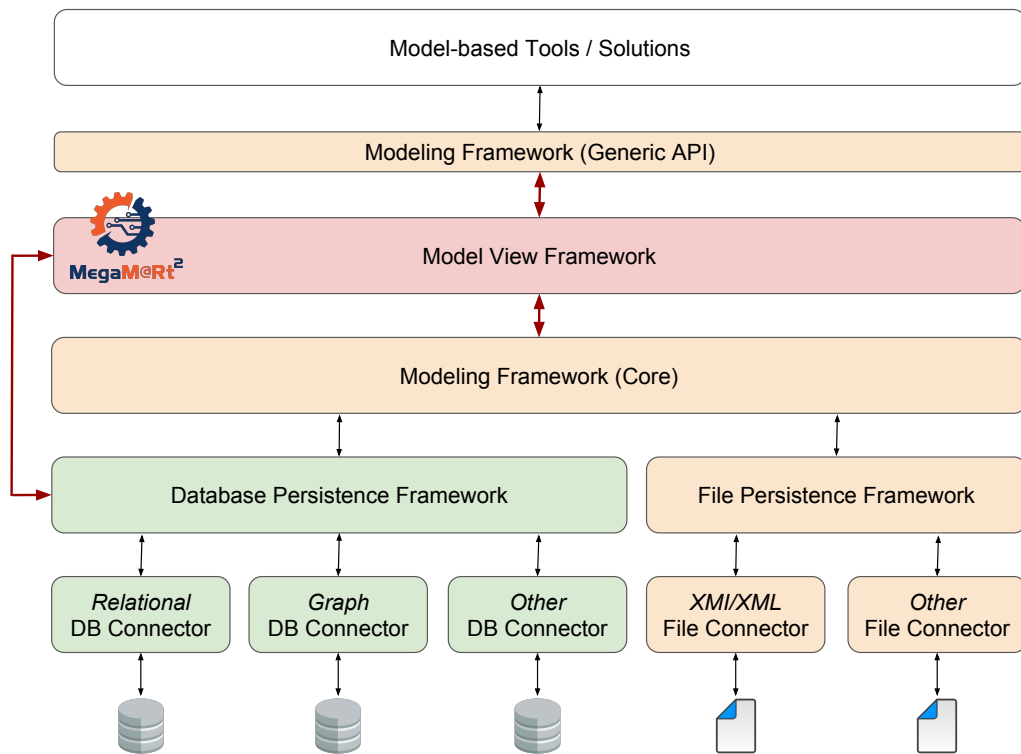 Model-based Tools / Solutions
Modeling Framework (Generic API)
MegaM@Rt²
Model View Framework
Modeling Framework (Core)
Database Persistence Framework
File Persistence Framework
Relational
DB Connector
Graph
DB Connector
Other
DB Connector
XMI/XML
File Connector
Other
File Connector